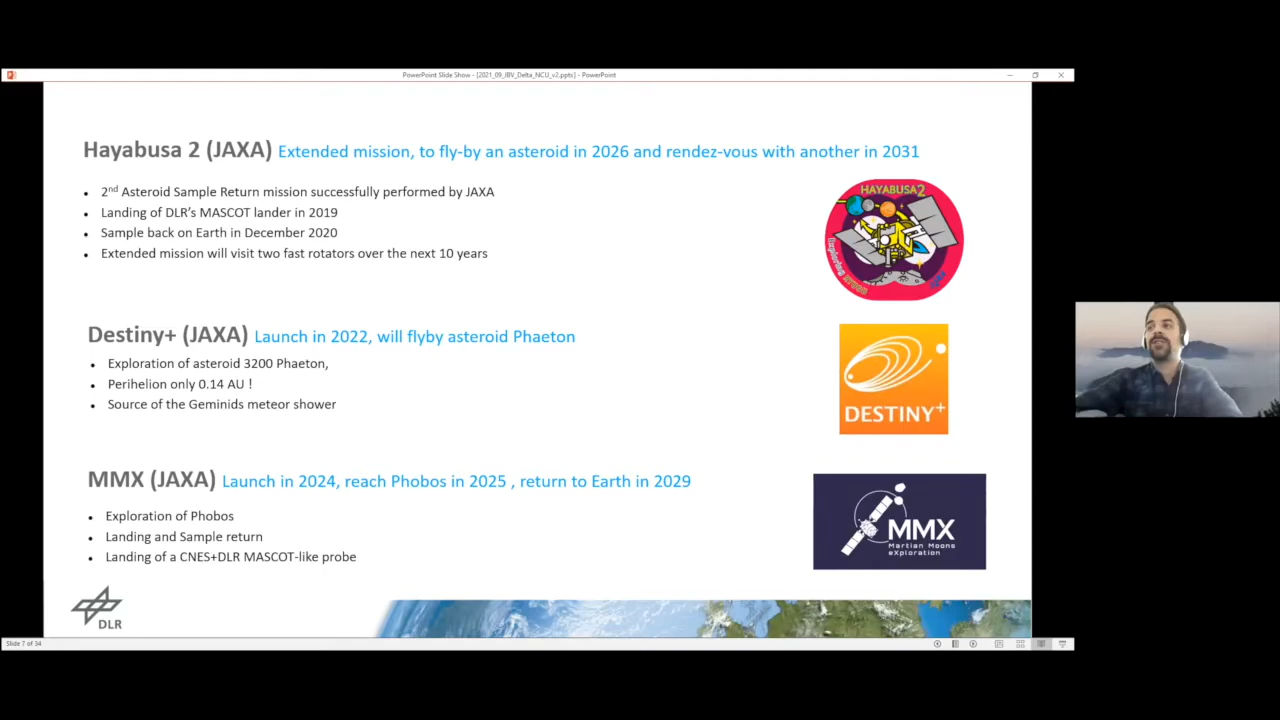 PowerPoint Slide Show - [2021_09_JBV_Delta_NCU_v2.pptx] - PowerPoint
Hayabusa 2 (JAXA) Extended mission, to fly-by an asteroid in 2026 and rendez-vous with another in 2031
• 2nd Asteroid Sample Return mission successfully performed by JAXA
• Landing of DLR's MASCOT lander in 2019
• Sample back on Earth in December 2020
• Extended mission will visit two fast rotators over the next 10 years
HAYABUSA2
Exploring RYUGU
Destiny+ (JAXA) Launch in 2022, will flyby asteroid Phaeton
• Exploration of asteroid 3200 Phaeton,
• Perihelion only 0.14 AU !
• Source of the Geminids meteor shower
DESTINY+
MMX (JAXA) Launch in 2024, reach Phobos in 2025 , return to Earth in 2029
• Exploration of Phobos
• Landing and Sample return
• Landing of a CNES+DLR MASCOT-like probe
MMX
Martian Moons
eXploration
DLR
Slide 7 of 34